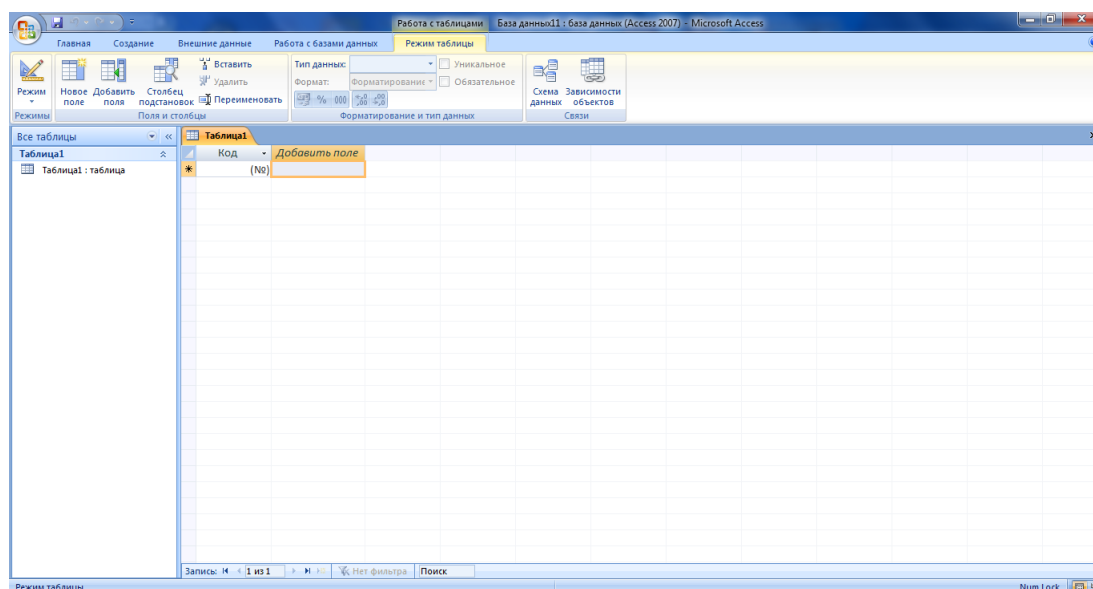 Работа с таблицами База данных11 : база данных (Access 2007) - Microsoft Access
Главная Создание Внешние данные Работа с базами данных Режим таблицы
Режим
Новое поле
Добавить поля
Столбец подстановок
Вставить
Удалить
Переименовать
Тип данных:
Формат: Форматирование
% 000
Уникальное
Обязательное
Схема данных
Зависимости объектов
Режимы Поля и столбцы Форматирование и тип данных Связи
Все таблицы
Таблица1
Таблица1 : таблица
Таблица1
Код Добавить поле
(№)
Запись: 1 из 1 Нет фильтра Поиск
Режим таблицы Num Lock